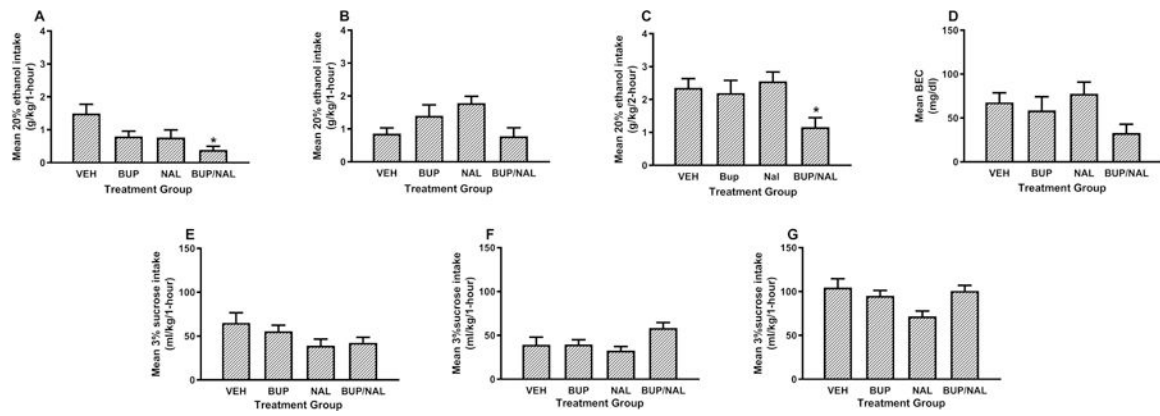 A
Mean 20% ethanol intake
(g/kg/1-hour)
4
3
2
1
0
VEH BUP NAL BUP/NAL
*
Treatment Group
B
Mean 20% ethanol intake
(g/kg/1-hour)
4
3
2
1
0
VEH BUP NAL BUP/NAL
Treatment Group
C
Mean 20% ethanol intake
(g/kg/2-hour)
4
3
2
1
0
*
VEH Bup Nal BUP/NAL
Treatment Group
D
Mean BEC
(mg/dl)
150
100
50
0
VEH BUP NAL BUP/NAL
Treatment Group
E
Mean 3% sucrose intake
(ml/kg/1-hour)
150
100
50
0
VEH BUP NAL BUP/NAL
Treatment Group
F
Mean 3%sucrose intake
(ml/kg/1-hour)
150
100
50
0
VEH BUP NAL BUP/NAL
Treatment Group
G
Mean 3%sucrose intake
(ml/kg/1-hour)
150
100
50
0
VEH BUP NAL BUP/NAL
Treatment Group